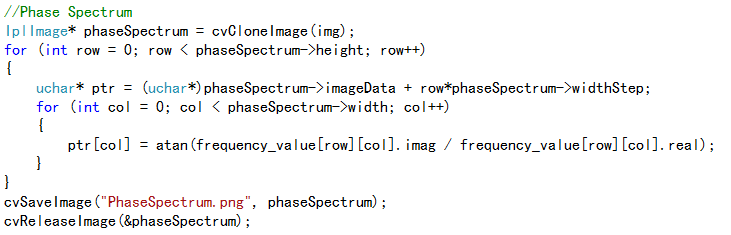 //Phase Spectrum
IplImage* phaseSpectrum = cvCloneImage(img);
for (int row = 0; row < phaseSpectrum->height; row++)
{
    uchar* ptr = (uchar*)phaseSpectrum->imageData + row*phaseSpectrum->widthStep;
    for (int col = 0; col < phaseSpectrum->width; col++)
    {
        ptr[col] = atan(frequency_value[row][col].imag / frequency_value[row][col].real);
    }
}
cvSaveImage("PhaseSpectrum.png", phaseSpectrum);
cvReleaseImage(&phaseSpectrum);